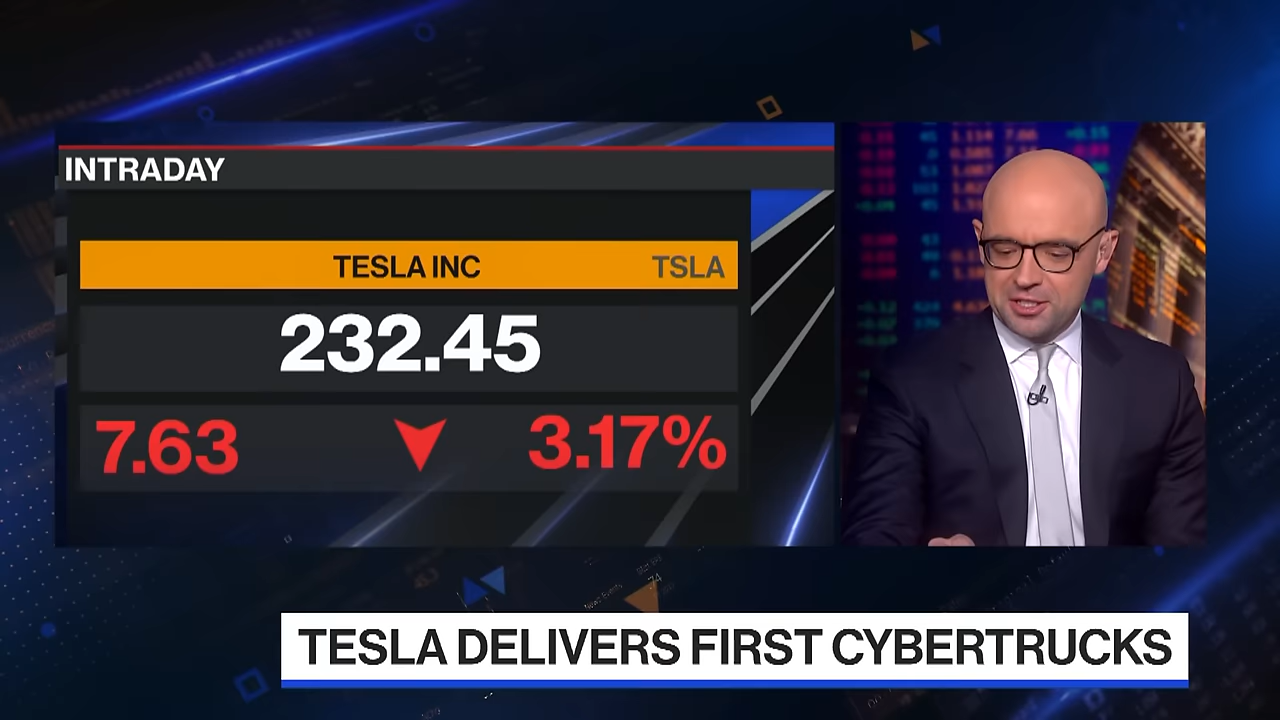 INTRADAY
TESLA INC TSLA
232.45
7.63 3.17%
TESLA DELIVERS FIRST CYBERTRUCKS